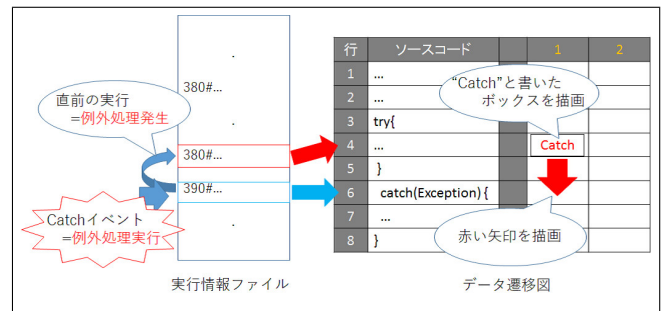 .
380#...
.
380#...
390#...
.
直前の実行
=例外処理発生
Catchイベント
=例外処理実行
実行情報ファイル
行 ソースコード 1 2
1 ...
2 ...
3 try{
4 ... Catch
5 }
6 catch(Exception){
7 ...
8 }
“Catch”と書いた
ボックスを描画
赤い矢印を描画
データ遷移図